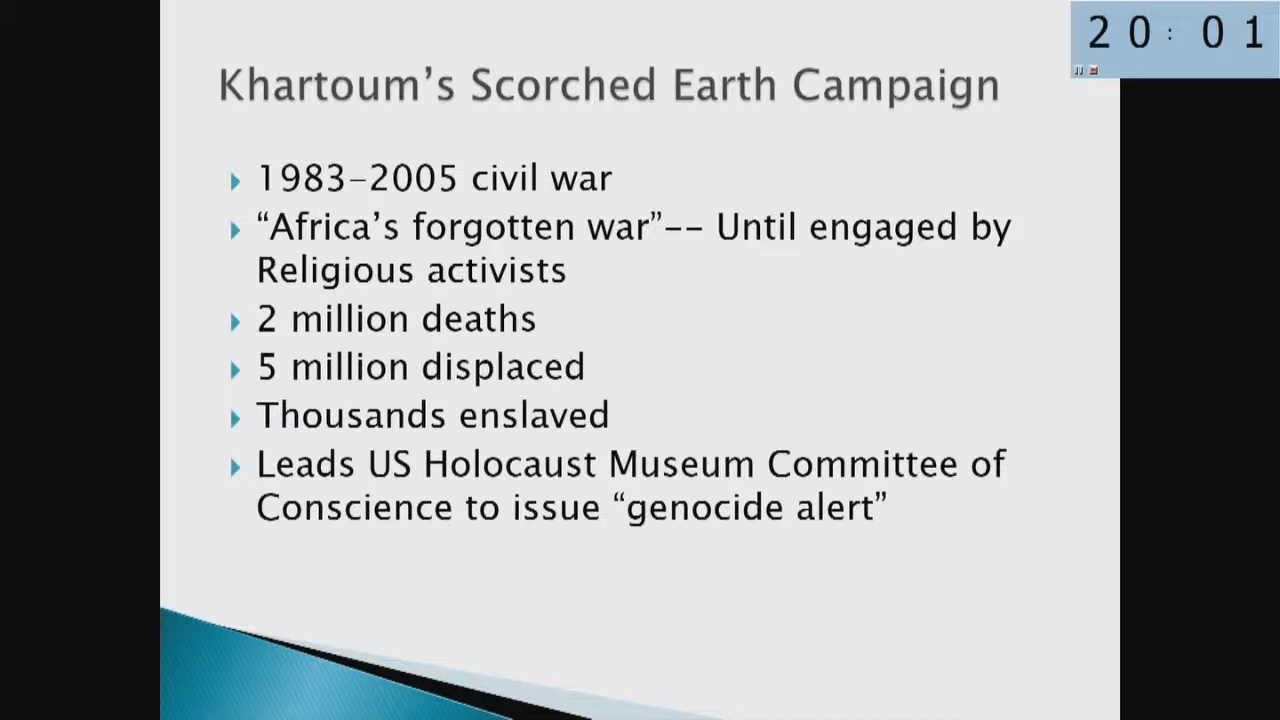 20:01
Khartoum’s Scorched Earth Campaign
1983-2005 civil war
“Africa’s forgotten war”-- Until engaged by
Religious activists
2 million deaths
5 million displaced
Thousands enslaved
Leads US Holocaust Museum Committee of
Conscience to issue “genocide alert”